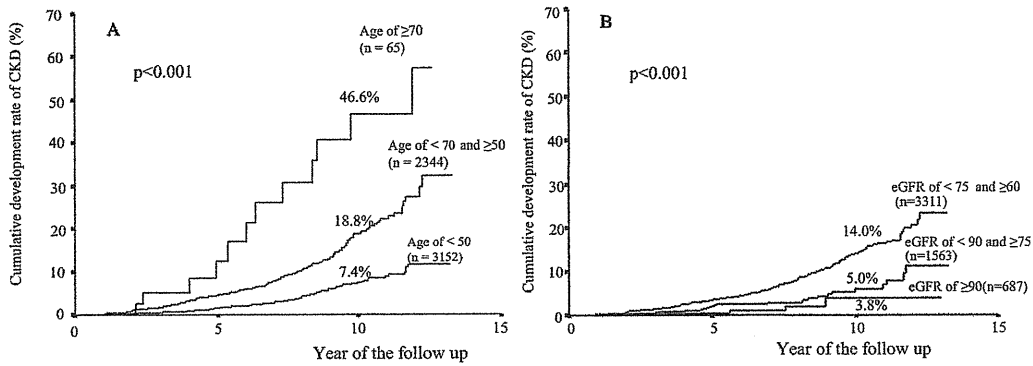 A
Age of ≥70
(n = 65)
p<0.001
46.6%
Age of < 70 and ≥50
(n = 2344)
18.8%
Age of < 50
(n = 3152)
7.4%
Cumulative development rate of CKD (%)
70
60
50
40
30
20
10
0
0
5
10
15
Year of the follow up
B
p<0.001
eGFR of < 75 and ≥60
(n=3311)
14.0%
eGFR of < 90 and ≥75
(n=1563)
5.0%
eGFR of ≥90(n=687)
3.8%
Cumulative development rate of CKD (%)
70
60
50
40
30
20
10
0
0
5
10
15
Year of the follow up